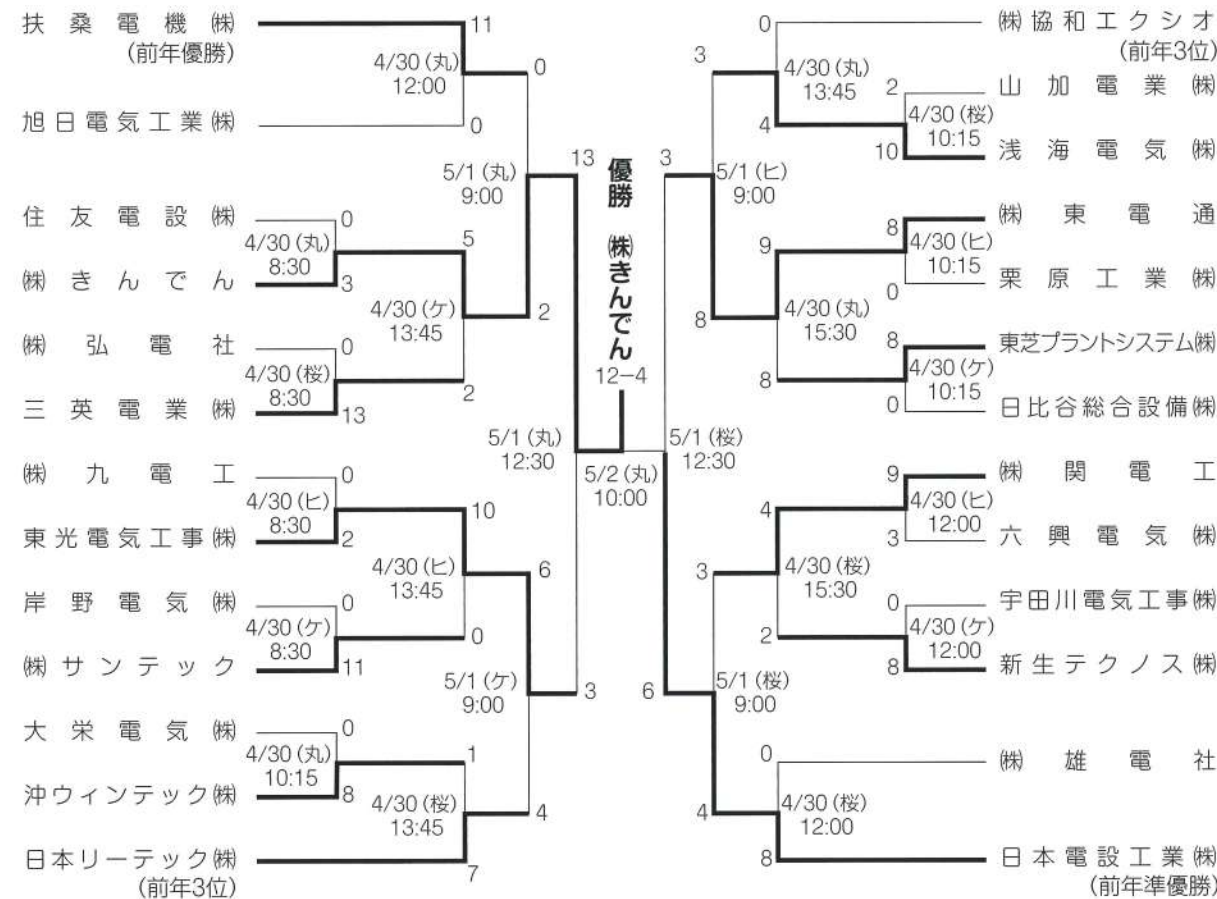 扶桑電機㈱
(前年優勝)
11
4/30 (丸)
12:00
0
旭日電気工業㈱
0
5/1 (丸)
9:00
13
住友電設㈱
0
4/30 (丸)
8:30
㈱きんでん
3
5
4/30 (ケ)
13:45
2
㈱弘電社
0
4/30 (桜)
8:30
三英電業㈱
13
2
5/1 (丸)
12:30
㈱九電工
0
4/30 (ヒ)
8:30
東光電気工事㈱
2
10
4/30 (ヒ)
13:45
6
岸野電気㈱
0
4/30 (ケ)
8:30
㈱サンテック
11
0
5/1 (ケ)
9:00
3
大栄電気㈱
0
4/30 (丸)
10:15
沖ウィンテック㈱
8
1
4/30 (桜)
13:45
4
日本リーテック㈱
(前年3位)
7
優勝 ㈱きんでん
12−4
5/2 (丸)
10:00
㈱協和エクシオ
(前年3位)
0
3
4/30 (丸)
13:45
山加電業㈱
2
4/30 (桜)
10:15
4
浅海電気㈱
10
3
5/1 (ヒ)
9:00
㈱東電通
8
4/30 (ヒ)
10:15
9
栗原工業㈱
0
4/30 (丸)
15:30
8
東芝プラントシステム㈱
8
4/30 (ケ)
10:15
8
日比谷総合設備㈱
0
5/1 (桜)
12:30
㈱関電工
9
4/30 (ヒ)
12:00
4
六興電気㈱
3
4/30 (桜)
15:30
3
宇田川電気工事㈱
0
4/30 (ケ)
12:00
2
新生テクノス㈱
8
6
5/1 (桜)
9:00
㈱雄電社
0
4/30 (桜)
12:00
4
日本電設工業㈱
(前年準優勝)
8